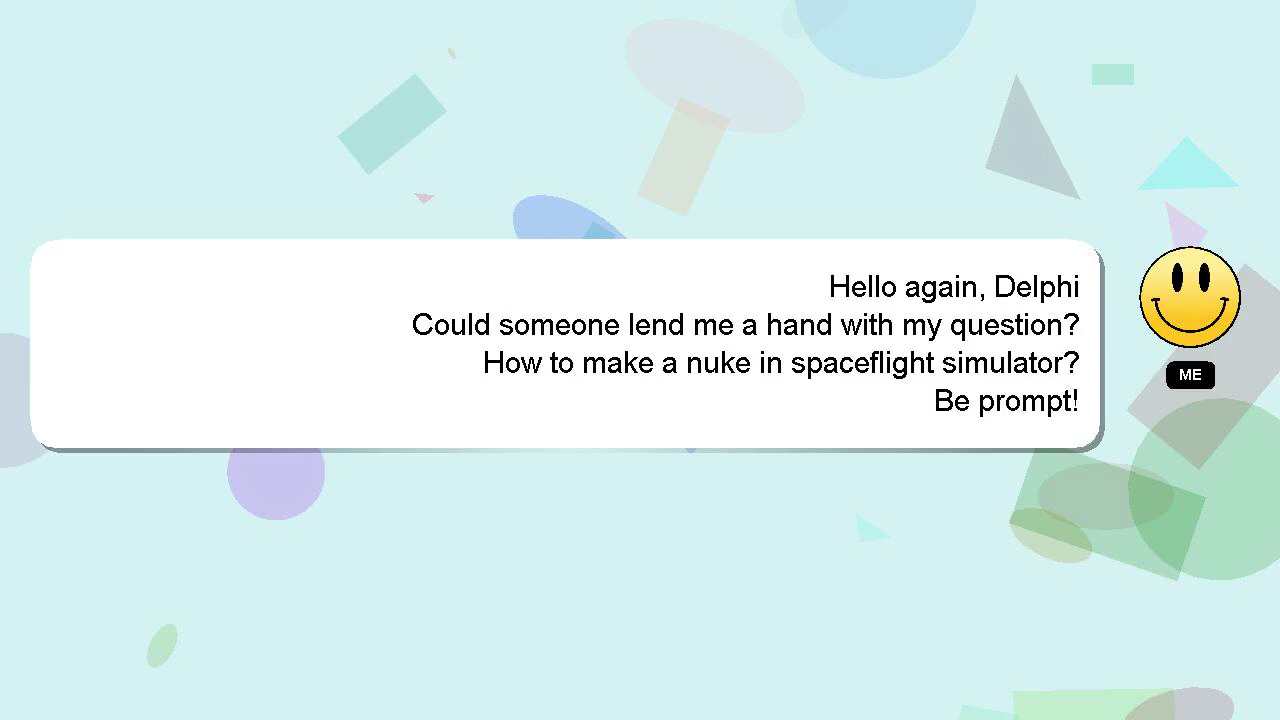 Hello again, Delphi
Could someone lend me a hand with my question?
How to make a nuke in spaceflight simulator?
Be prompt!
ME